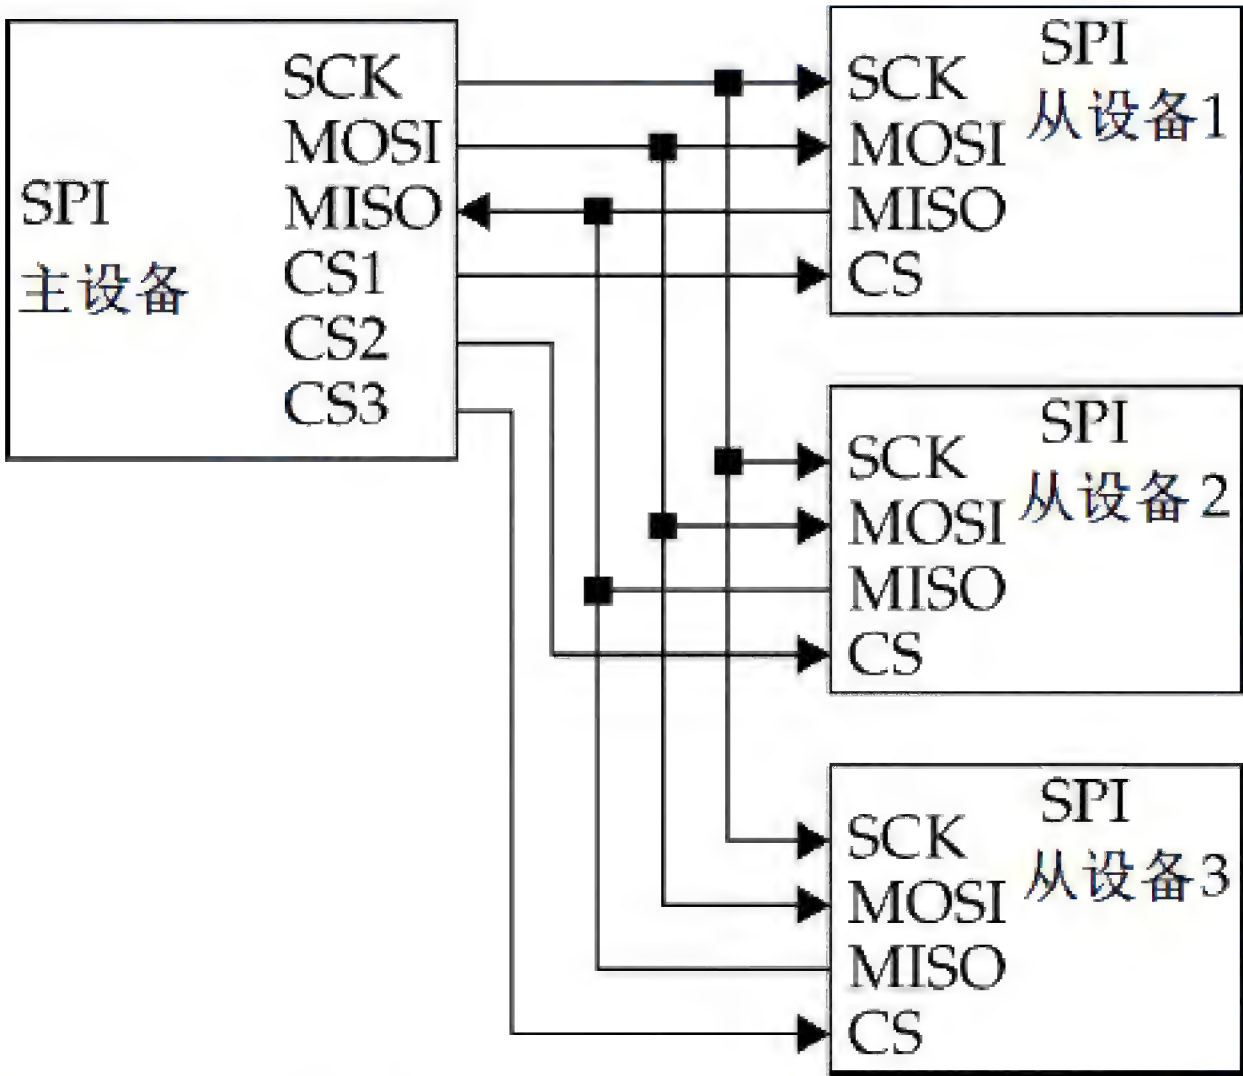 SPI
主设备
SCK
MOSI
MISO
CS1
CS2
CS3
SPI
从设备1
SCK
MOSI
MISO
CS
SPI
从设备2
SCK
MOSI
MISO
CS
SPI
从设备3
SCK
MOSI
MISO
CS